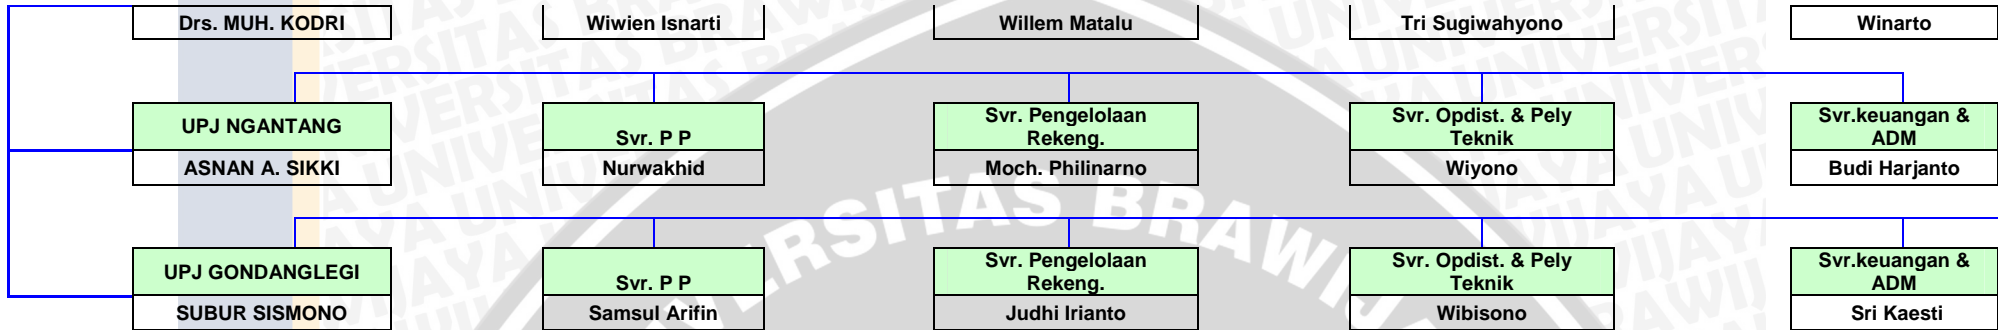 Drs. MUH. KODRI
Wiwien Isnarti
Willem Matalu
Tri Sugiwahyono
Winarto
UPJ NGANTANG
ASNAN A. SIKKI
Svr. P P
Nurwakhid
Svr. Pengelolaan
Rekeng.
Moch. Philinarno
Svr. Opdist. & Pely
Teknik
Wiyono
Svr.keuangan &
ADM
Budi Harjanto
UPJ GONDANGLEGI
SUBUR SISMONO
Svr. P P
Samsul Arifin
Svr. Pengelolaan
Rekeng.
Judhi Irianto
Svr. Opdist. & Pely
Teknik
Wibisono
Svr.keuangan &
ADM
Sri Kaesti